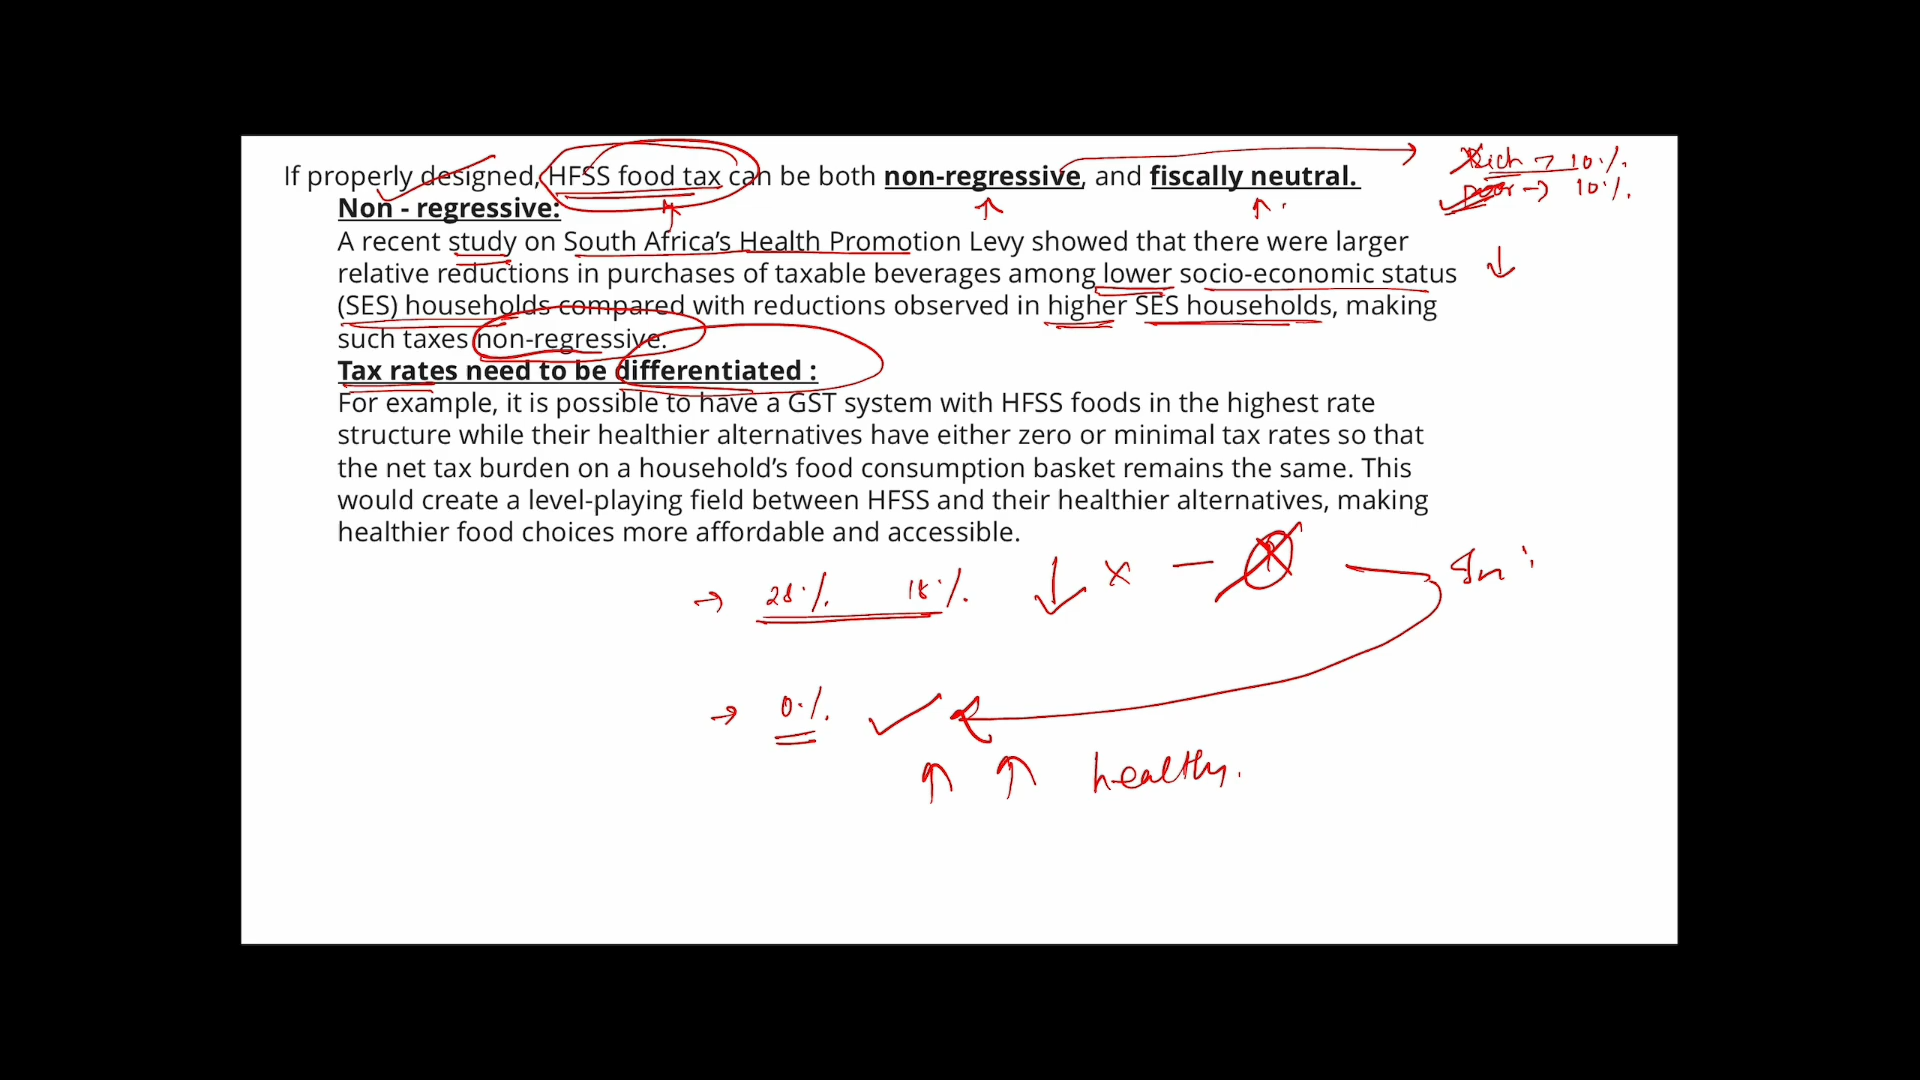 If properly designed, HFSS food tax can be both non-regressive, and fiscally neutral.
Rich → 10%.
Poor → 10%.
Non - regressive:
A recent study on South Africa's Health Promotion Levy showed that there were larger
relative reductions in purchases of taxable beverages among lower socio-economic status
(SES) households compared with reductions observed in higher SES households, making
such taxes non-regressive.
Tax rates need to be differentiated :
For example, it is possible to have a GST system with HFSS foods in the highest rate
structure while their healthier alternatives have either zero or minimal tax rates so that
the net tax burden on a household's food consumption basket remains the same. This
would create a level-playing field between HFSS and their healthier alternatives, making
healthier food choices more affordable and accessible.
→ 28% 18% ↓ x —
→ 0% ✓
↑ ↑ healthy.